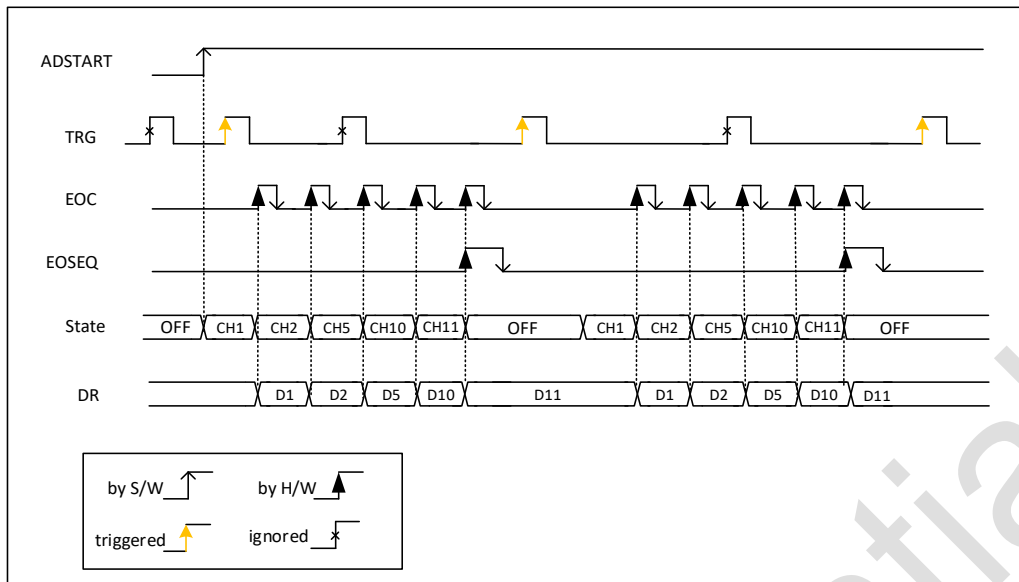 ADSTART
TRG
EOC
EOSEQ
State OFF CH1 CH2 CH5 CH10 CH11 OFF CH1 CH2 CH5 CH10 CH11 OFF
DR D1 D2 D5 D10 D11 D1 D2 D5 D10 D11
by S/W by H/W
triggered ignored